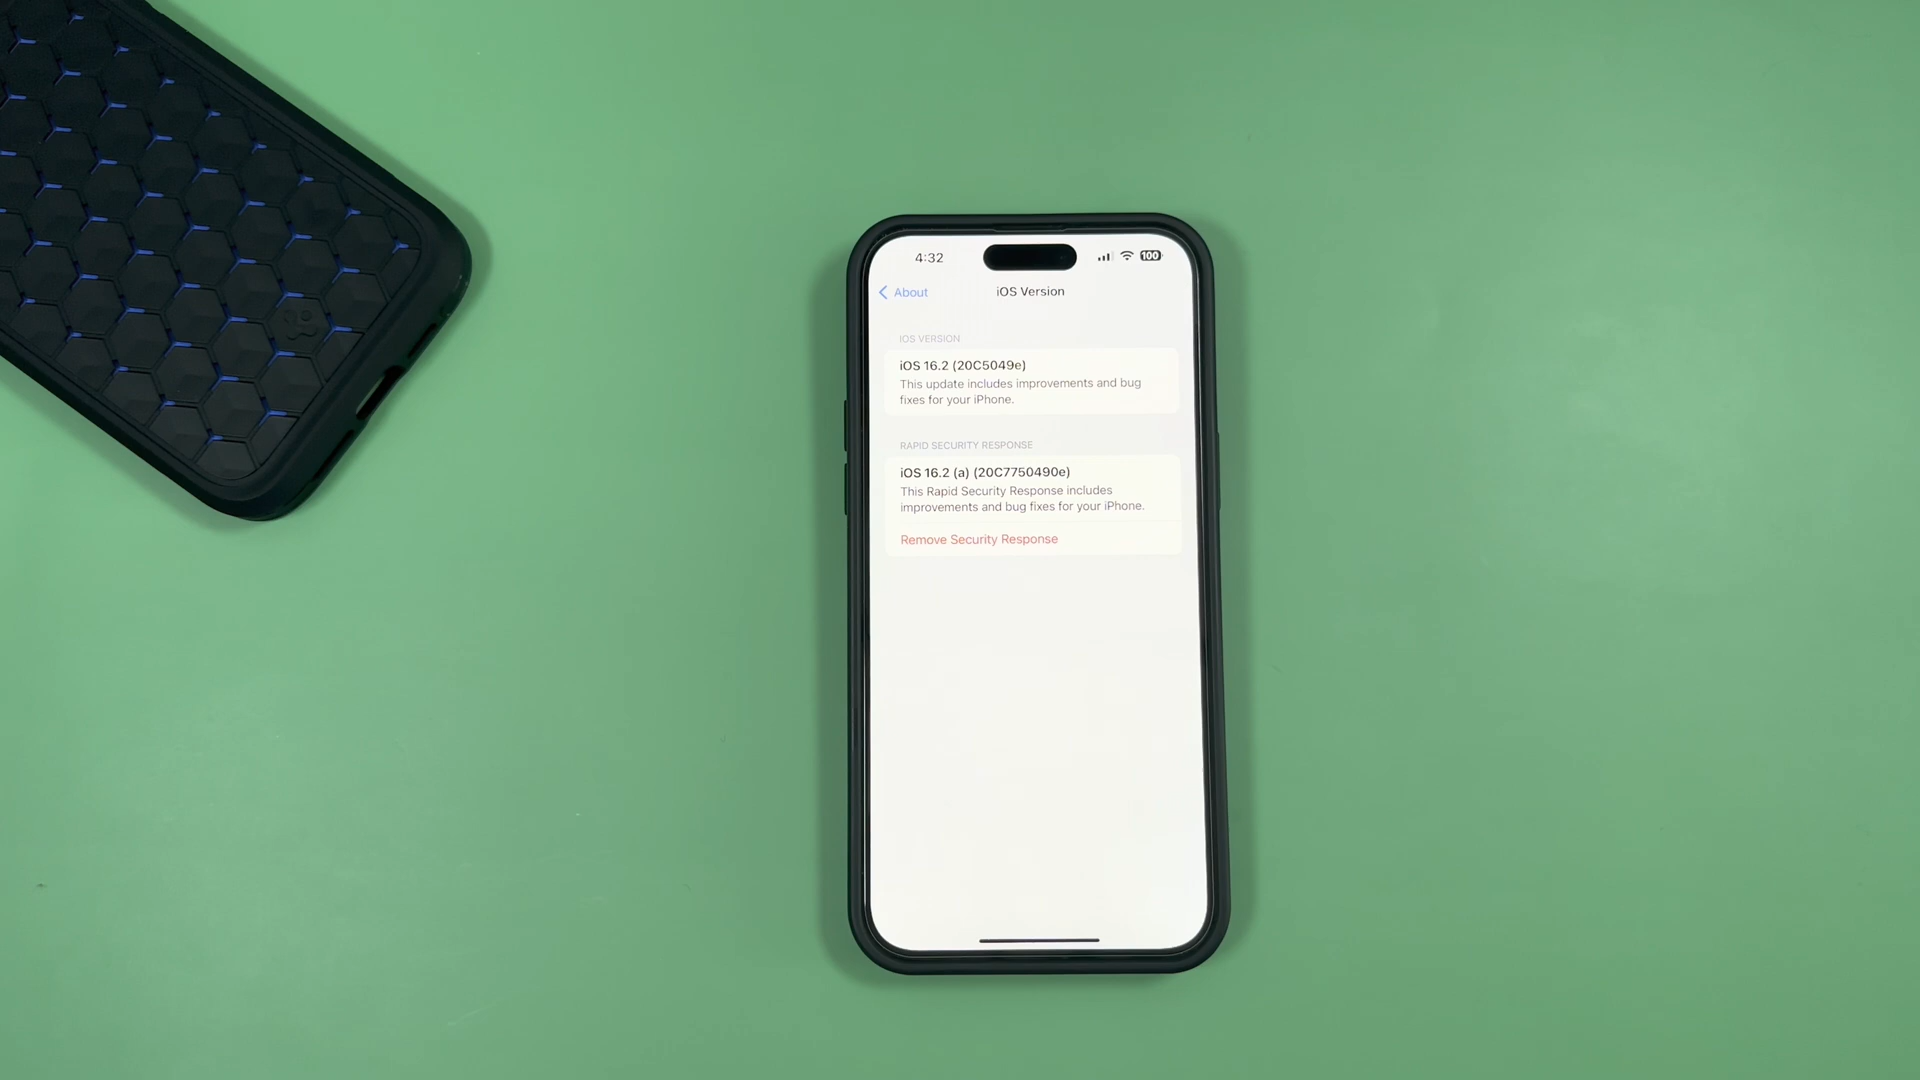 4:32
100
About
iOS Version
IOS VERSION
iOS 16.2 (20C5049e)
This update includes improvements and bug
fixes for your iPhone.
RAPID SECURITY RESPONSE
iOS 16.2 (a) (20C7750490e)
This Rapid Security Response includes
improvements and bug fixes for your iPhone.
Remove Security Response